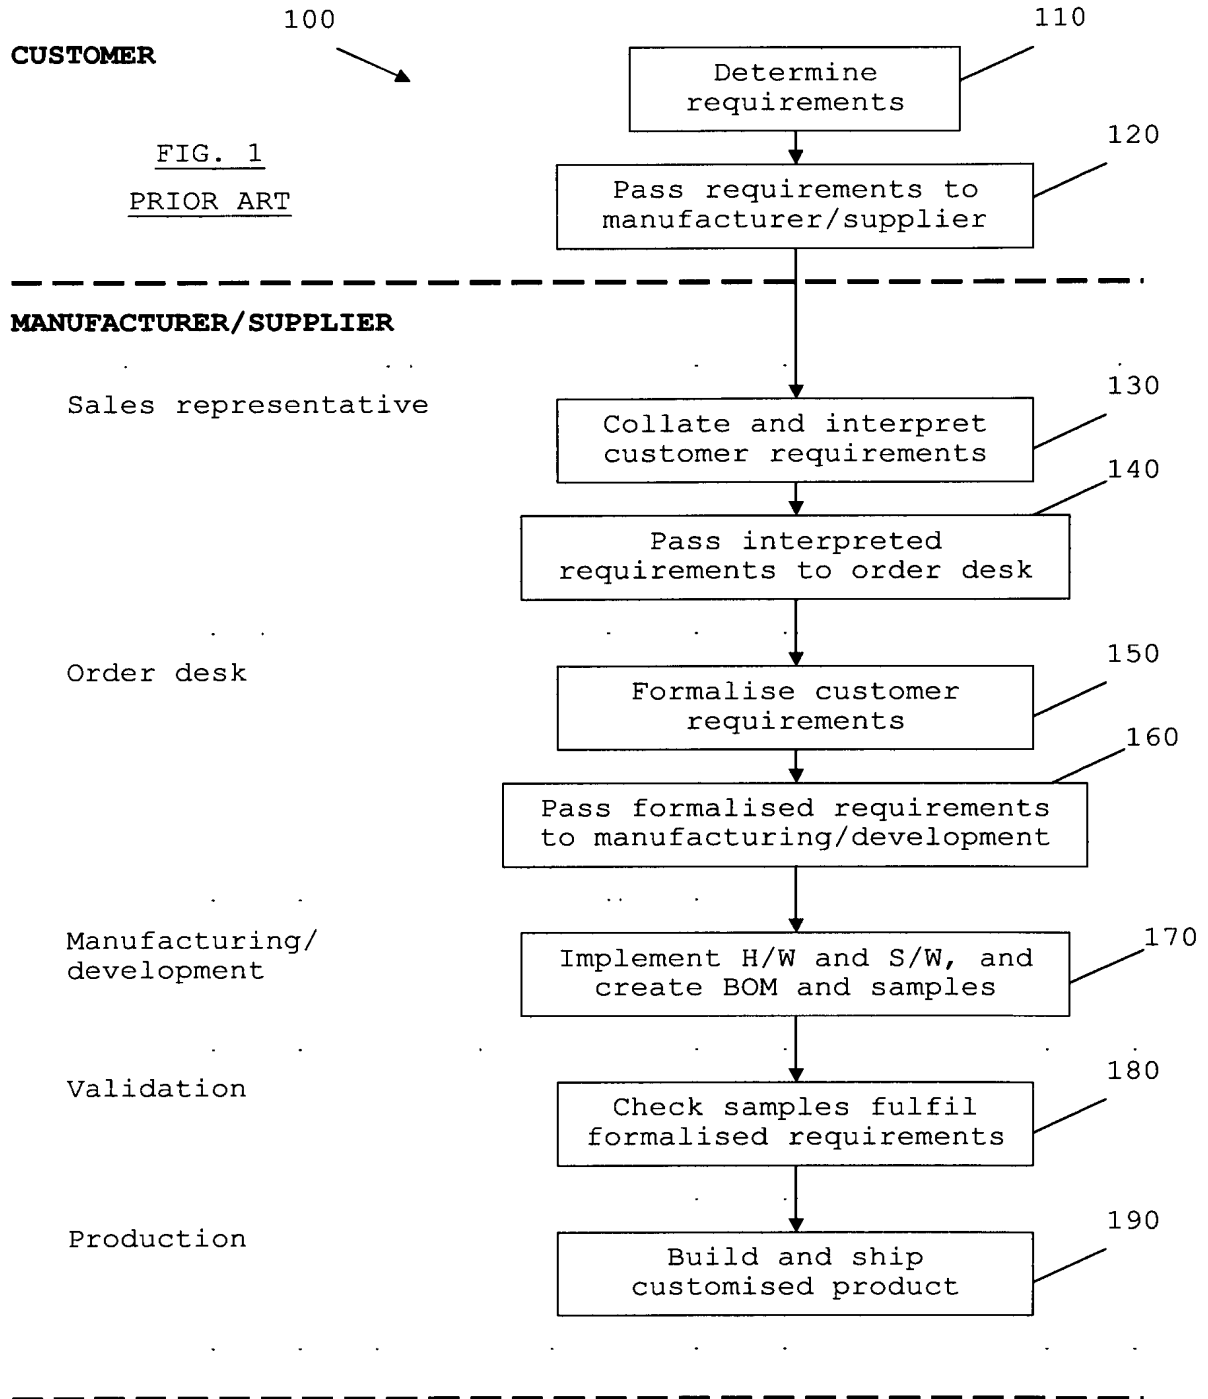 100
110
CUSTOMER
Determine
requirements
FIG. 1
PRIOR ART
120
Pass requirements to
manufacturer/supplier
MANUFACTURER/SUPPLIER
Sales representative
130
Collate and interpret
customer requirements
140
Pass interpreted
requirements to order desk
Order desk
150
Formalise customer
requirements
160
Pass formalised requirements
to manufacturing/development
Manufacturing/
development
170
Implement H/W and S/W, and
create BOM and samples
Validation
180
Check samples fulfil
formalised requirements
Production
190
Build and ship
customised product